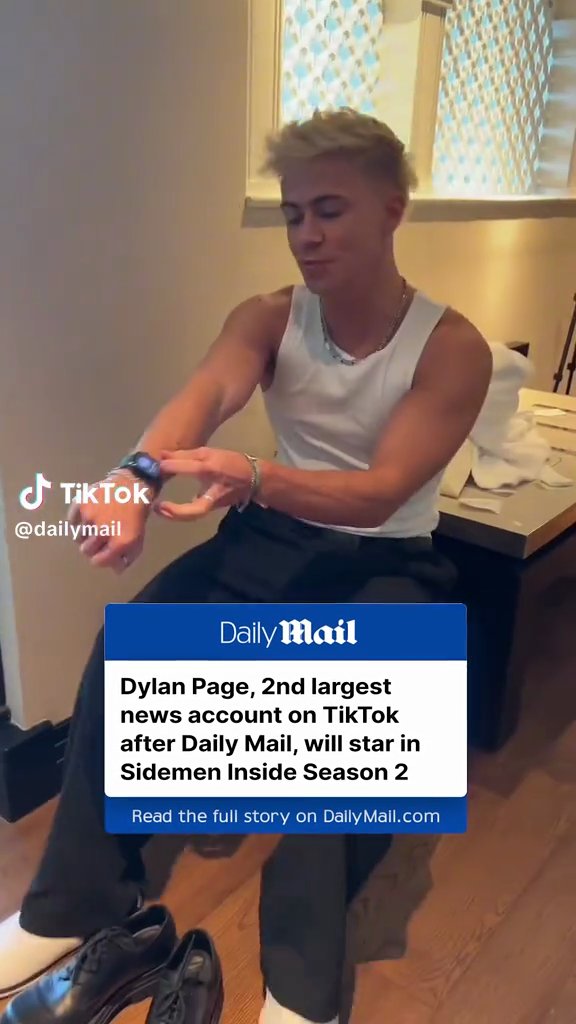 TikTok
@dailymail
Daily Mail
Dylan Page, 2nd largest
news account on TikTok
after Daily Mail, will star in
Sidemen Inside Season 2
Read the full story on DailyMail.com